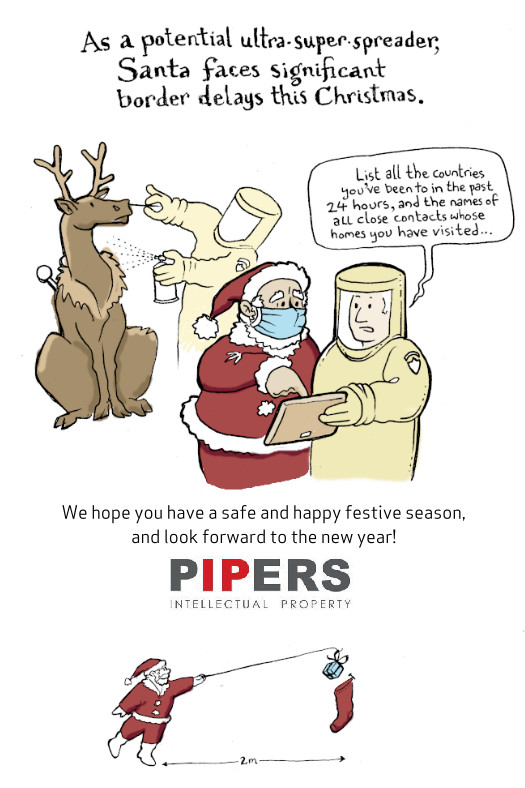 As a potential ultra-super-spreader,
Santa faces significant
border delays this Christmas.
List all the countries
you've been to in the past
24 hours, and the names of
all close contacts whose
homes you have visited...
We hope you have a safe and happy festive season,
and look forward to the new year!
PIPERS
INTELLECTUAL PROPERTY
2m